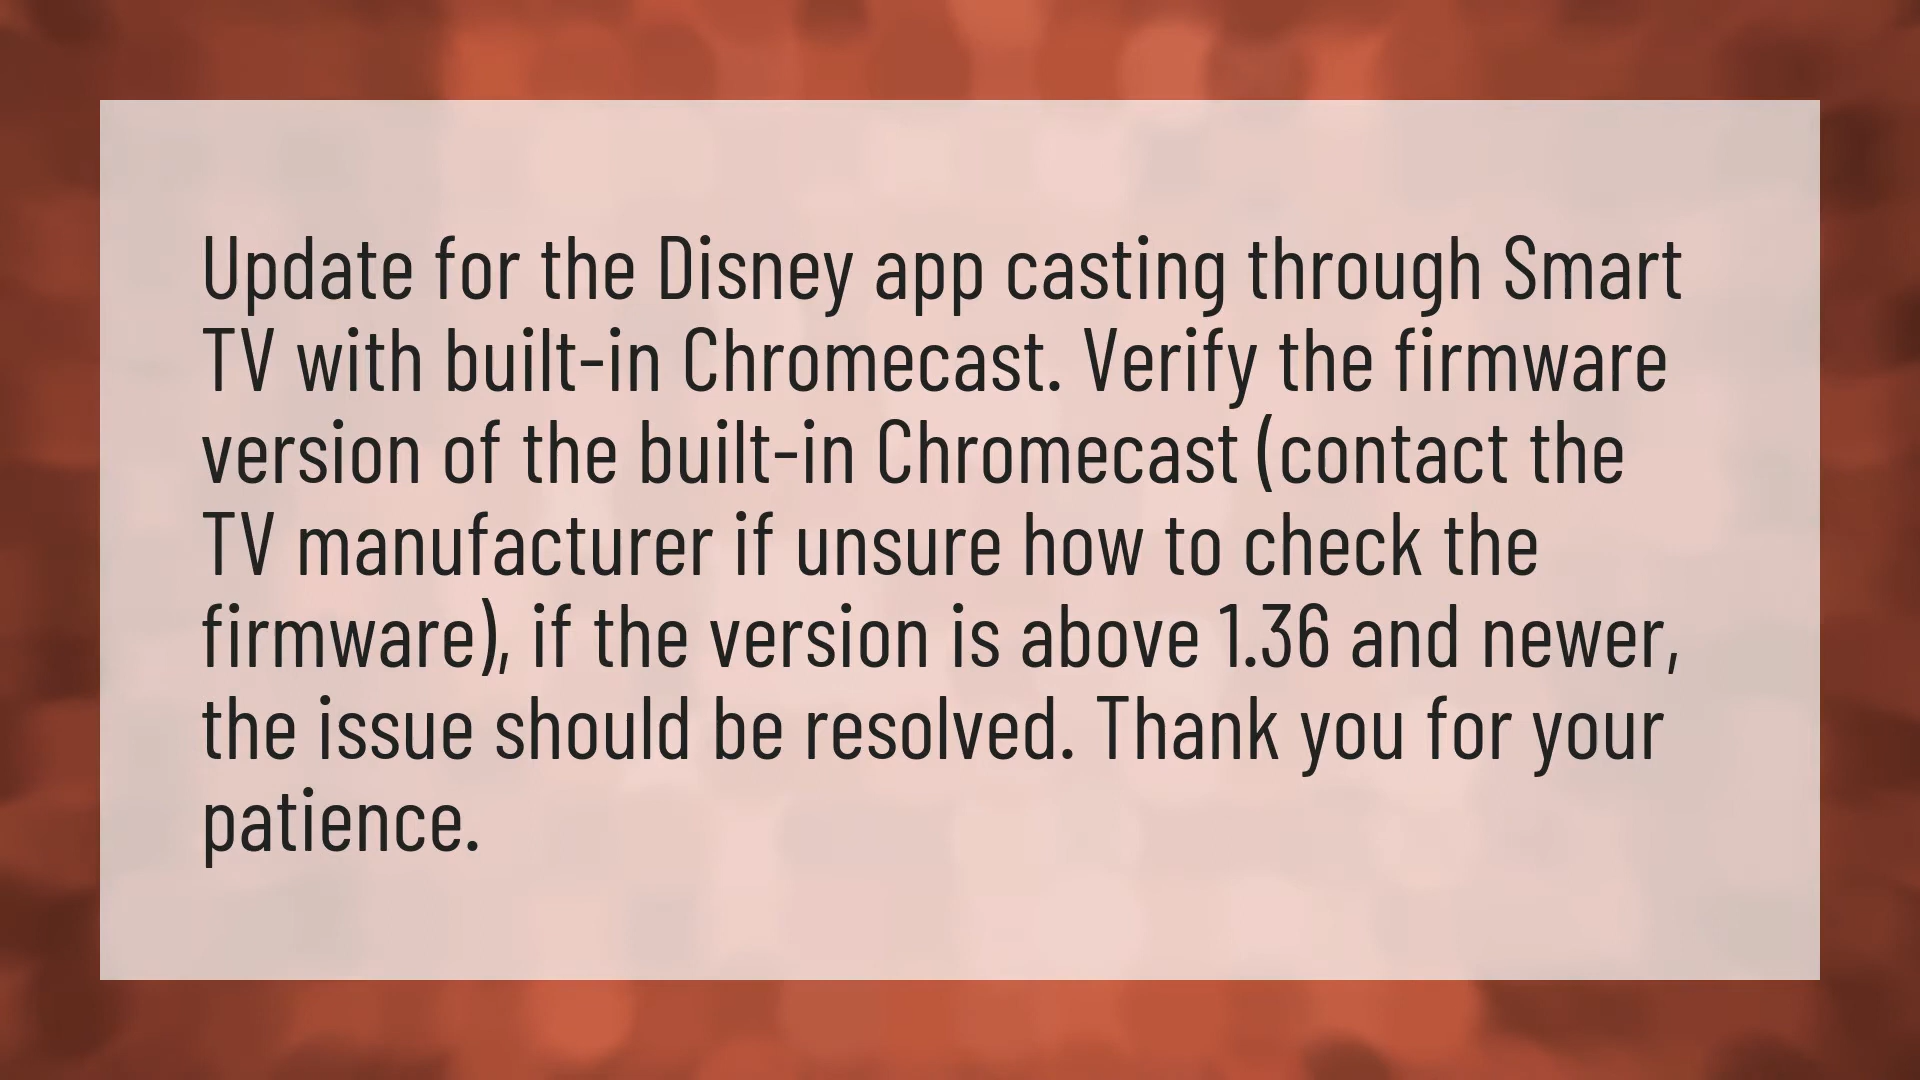 Update for the Disney app casting through Smart
TV with built-in Chromecast. Verify the firmware
version of the built-in Chromecast (contact the
TV manufacturer if unsure how to check the
firmware), if the version is above 1.36 and newer,
the issue should be resolved. Thank you for your
patience.